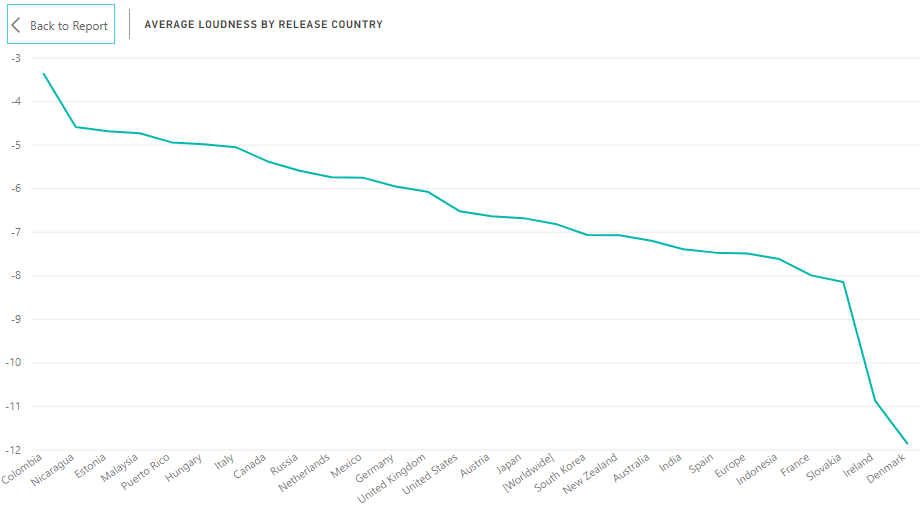 Back to Report
AVERAGE LOUDNESS BY RELEASE COUNTRY
-3
-4
-5
-6
-7
-8
-9
-10
-11
-12
Colombia
Nicaragua
Estonia
Malaysia
Puerto Rico
Hungary
Italy
Canada
Russia
Netherlands
Mexico
Germany
United Kingdom
United States
Austria
Japan
[Worldwide]
South Korea
New Zealand
Australia
India
Spain
Europe
Indonesia
France
Slovakia
Ireland
Denmark